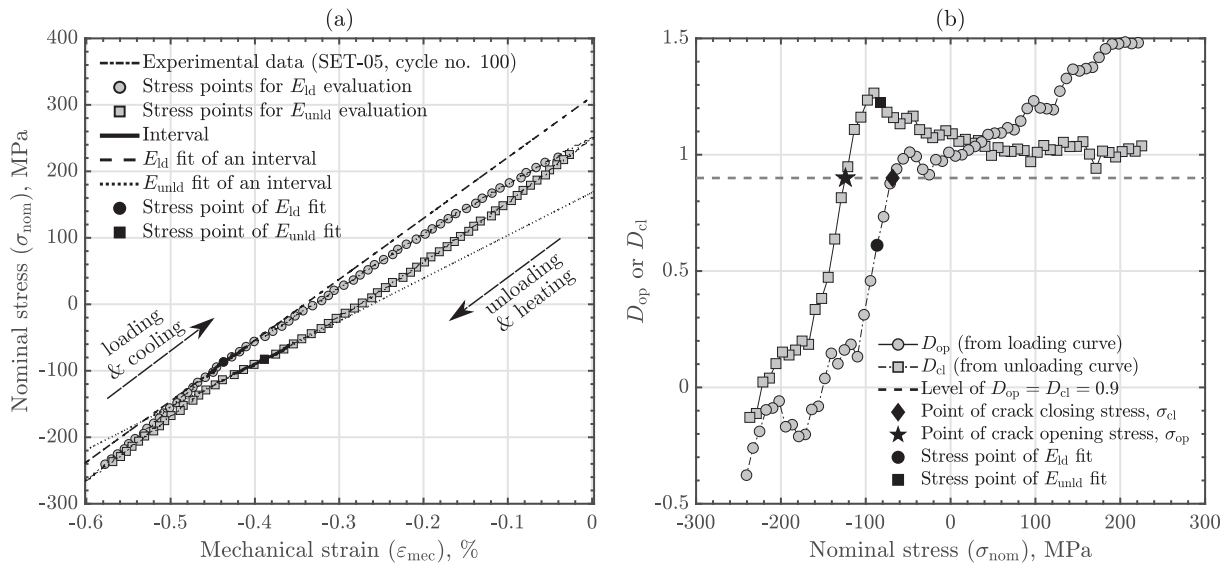 (a)
400
300
200
100
0
-100
-200
-300
Nominal stress (σnom), MPa
Experimental data (SET-05, cycle no. 100)
Stress points for Eld evaluation
Stress points for Eunld evaluation
Interval
Eld fit of an interval
Eunld fit of an interval
Stress point of Eld fit
Stress point of Eunld fit
loading
& cooling
unloading
& heating
-0.6 -0.5 -0.4 -0.3 -0.2 -0.1 0
Mechanical strain (εmec), %
(b)
1.5
1
0.5
0
-0.5
Dop or Dcl
Dop (from loading curve)
Dcl (from unloading curve)
Level of Dop = Dcl = 0.9
Point of crack closing stress, σcl
Point of crack opening stress, σop
Stress point of Eld fit
Stress point of Eunld fit
-300 -200 -100 0 100 200 300
Nominal stress (σnom), MPa